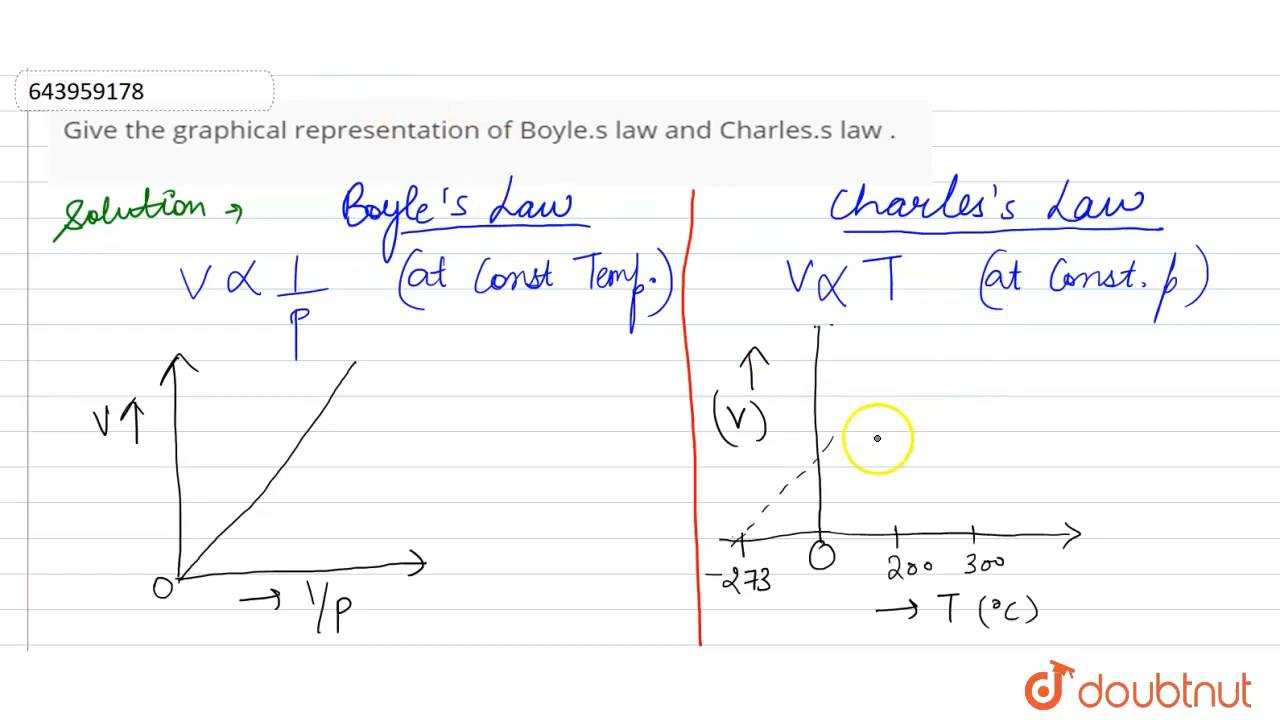 643959178
Give the graphical representation of Boyle.s law and Charles.s law .
Solution → Boyle's Law
V ∝ 1/P (at Const Temp.)
V↑
O
→ 1/P
Charles's Law
V ∝ T (at Const. p)
↑
(V)
-273 O 200 300
→ T (°C)
doubtnut